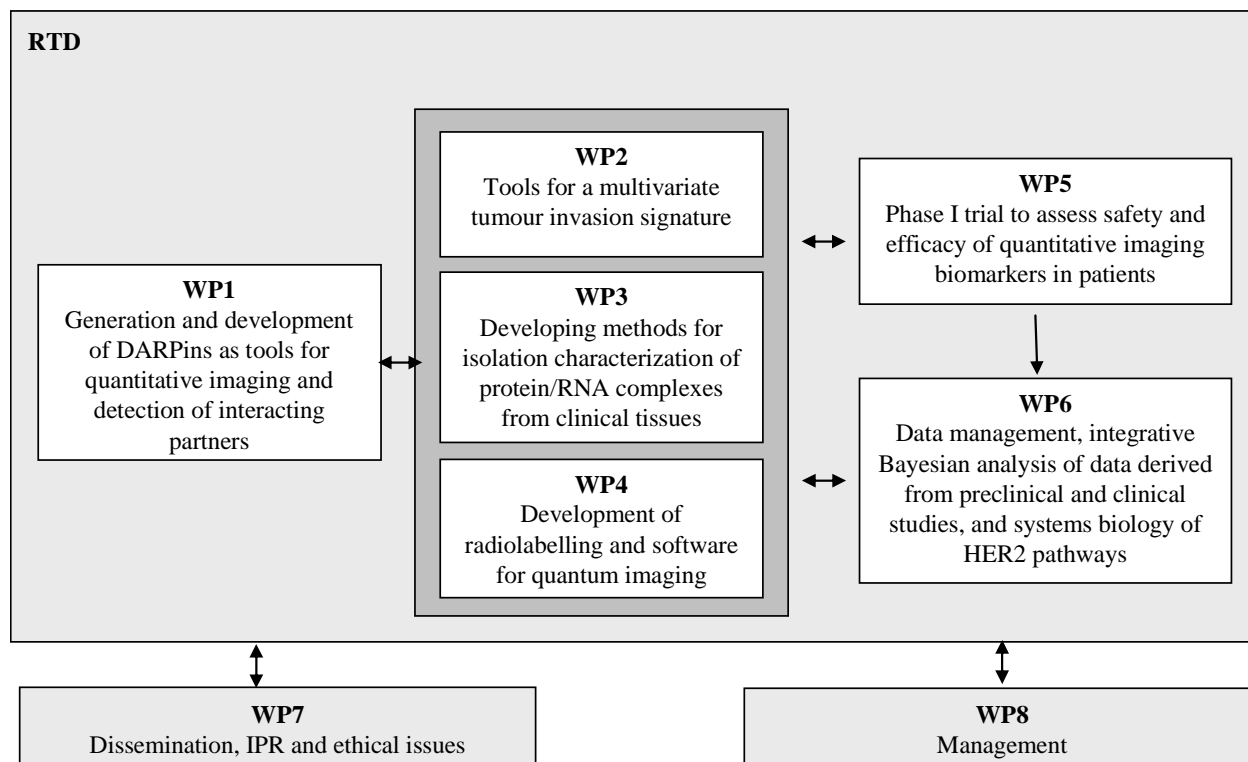 RTD
WP1
Generation and development
of DARPins as tools for
quantitative imaging and
detection of interacting
partners
WP2
Tools for a multivariate
tumour invasion signature
WP3
Developing methods for
isolation characterization of
protein/RNA complexes
from clinical tissues
WP4
Development of
radiolabelling and software
for quantum imaging
WP5
Phase I trial to assess safety and
efficacy of quantitative imaging
biomarkers in patients
WP6
Data management, integrative
Bayesian analysis of data derived
from preclinical and clinical
studies, and systems biology of
HER2 pathways
WP7
Dissemination, IPR and ethical issues
WP8
Management